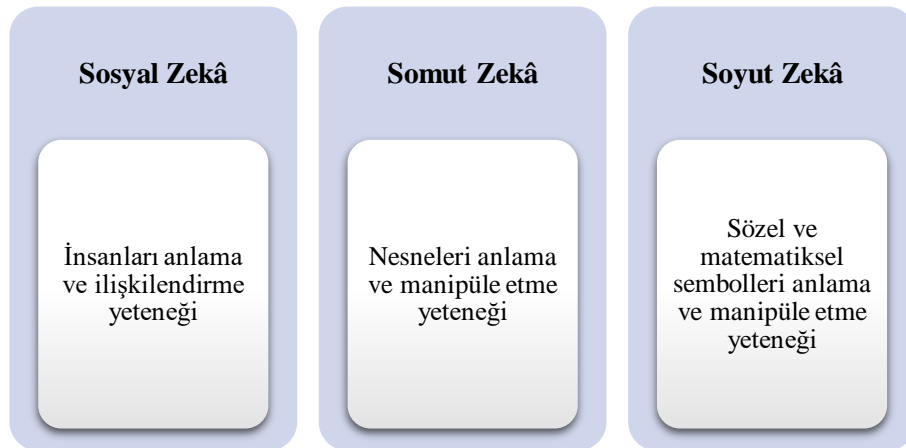 Sosyal Zekâ
İnsanları anlama
ve ilişkilendirme
yeteneği
Somut Zekâ
Nesneleri anlama
ve manipüle etme
yeteneği
Soyut Zekâ
Sözel ve
matematiksel
sembolleri anlama
ve manipüle etme
yeteneği